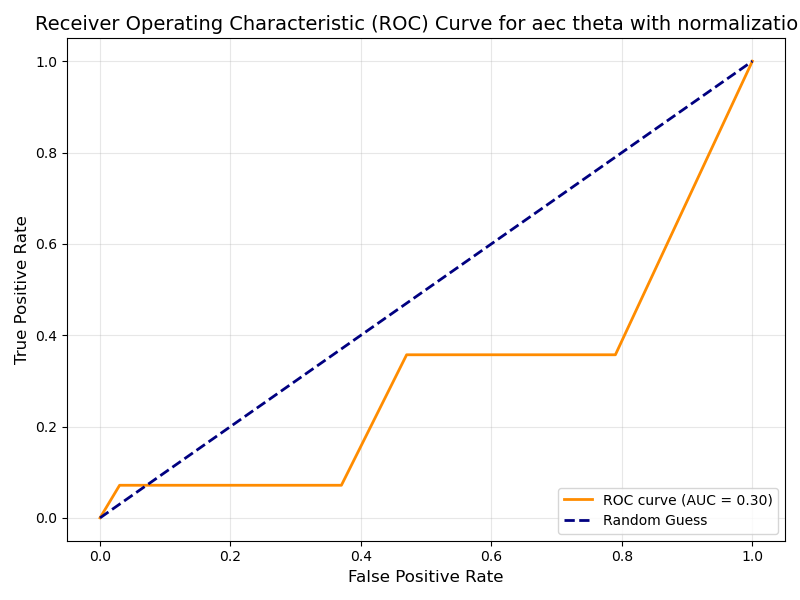 Receiver Operating Characteristic (ROC) Curve for aec theta with normalizatio
1.0
0.8
0.6
0.4
0.2
0.0
True Positive Rate
0.0 0.2 0.4 0.6 0.8 1.0
False Positive Rate
ROC curve (AUC = 0.30)
Random Guess